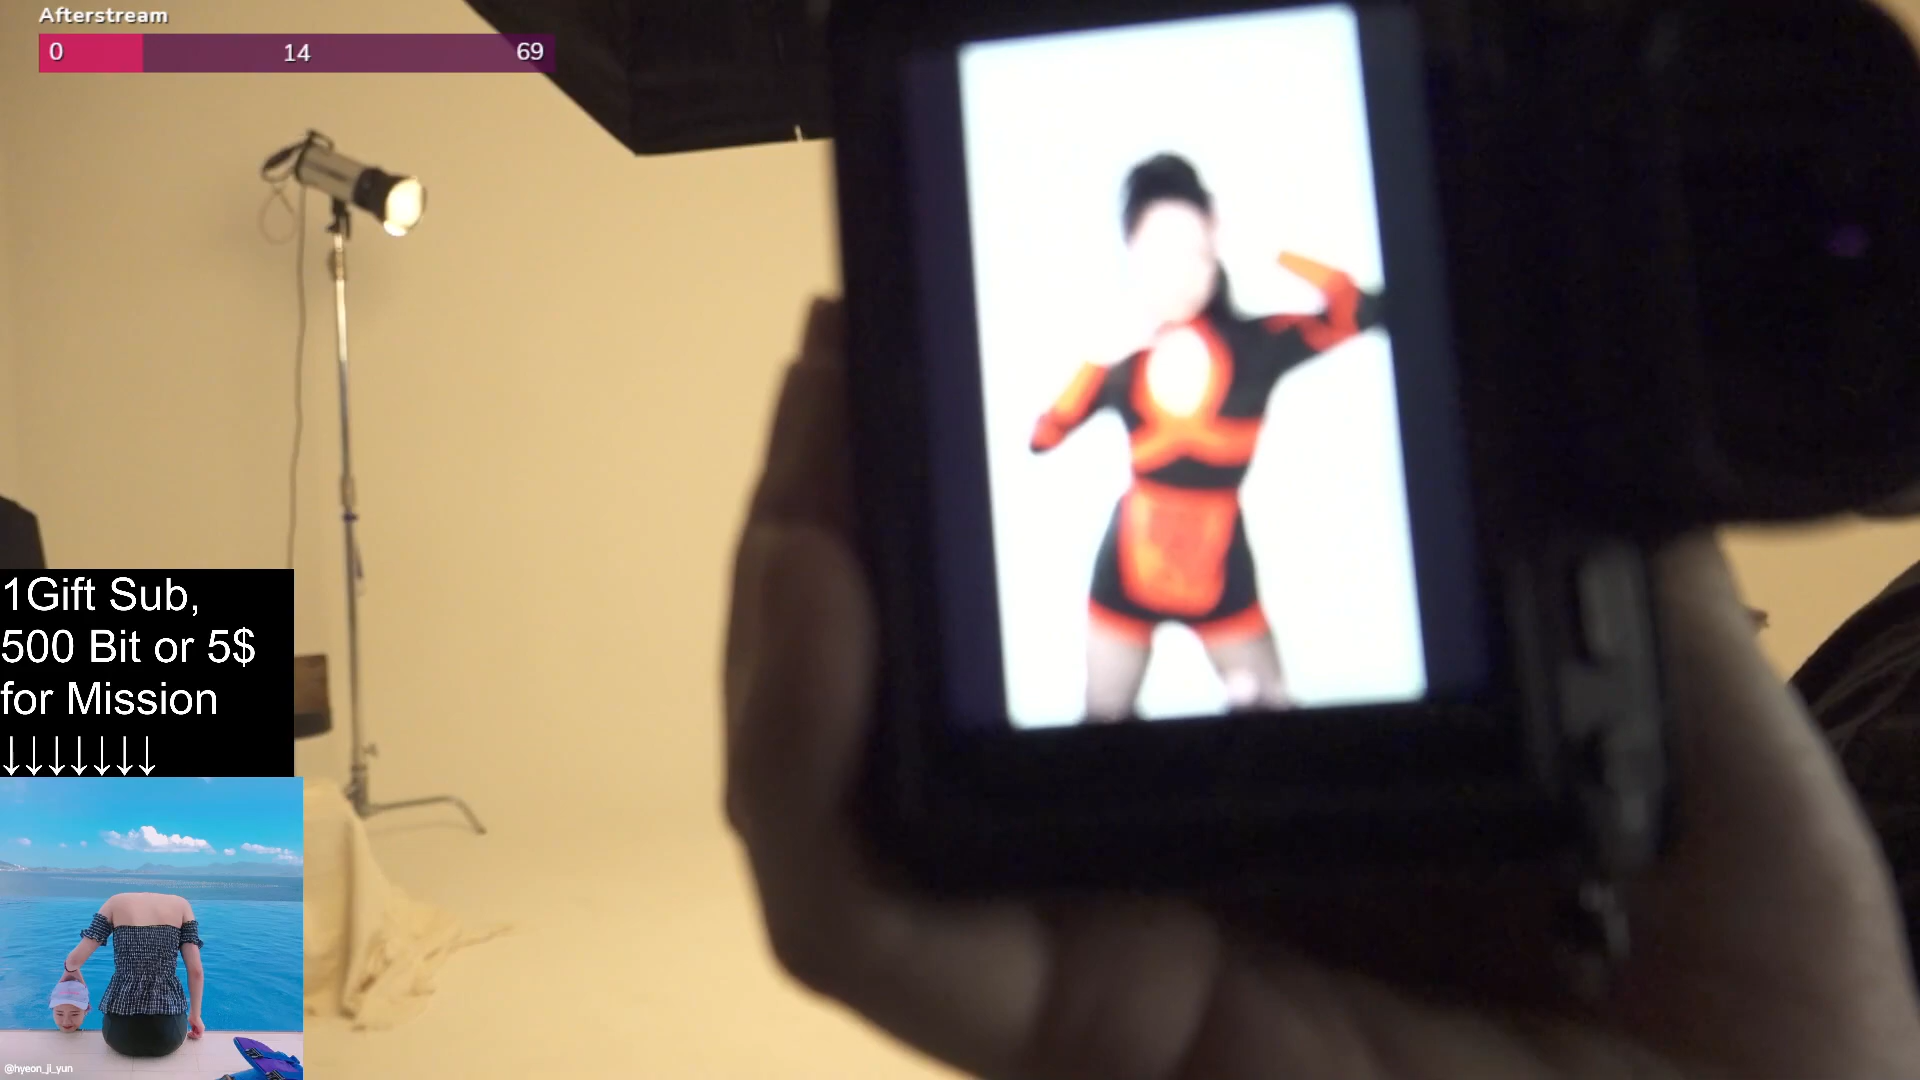 Afterstream
0 14 69
1Gift Sub,
500 Bit or 5$
for Mission
↓↓↓↓↓↓↓
@hyeon_ji_yun